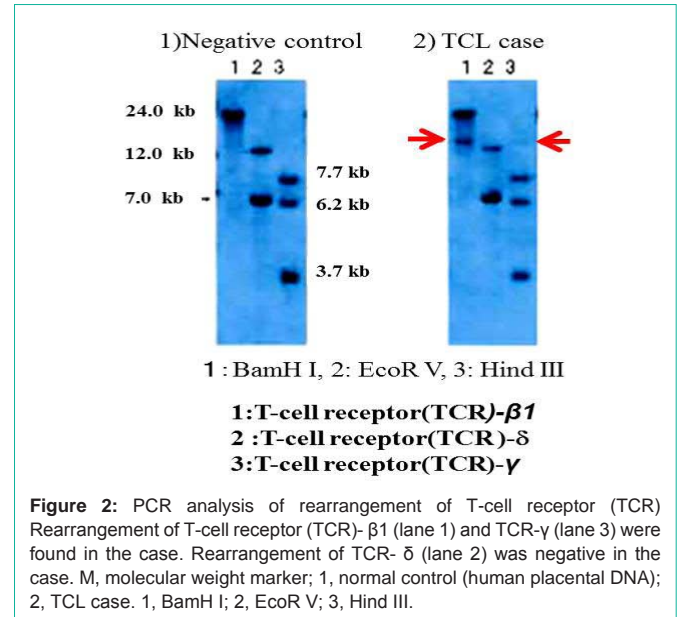 1)Negative control 2) TCL case
1 2 3 1 2 3
24.0 kb
12.0 kb
7.7 kb
7.0 kb
6.2 kb
3.7 kb
1 : BamH I, 2: EcoR V, 3: Hind III
1:T-cell receptor(TCR)-β1
2 :T-cell receptor(TCR)-δ
3:T-cell receptor(TCR)-γ
Figure 2: PCR analysis of rearrangement of T-cell receptor (TCR)
Rearrangement of T-cell receptor (TCR)- β1 (lane 1) and TCR-γ (lane 3) were
found in the case. Rearrangement of TCR- δ (lane 2) was negative in the
case. M, molecular weight marker; 1, normal control (human placental DNA);
2, TCL case. 1, BamH I; 2, EcoR V; 3, Hind III.